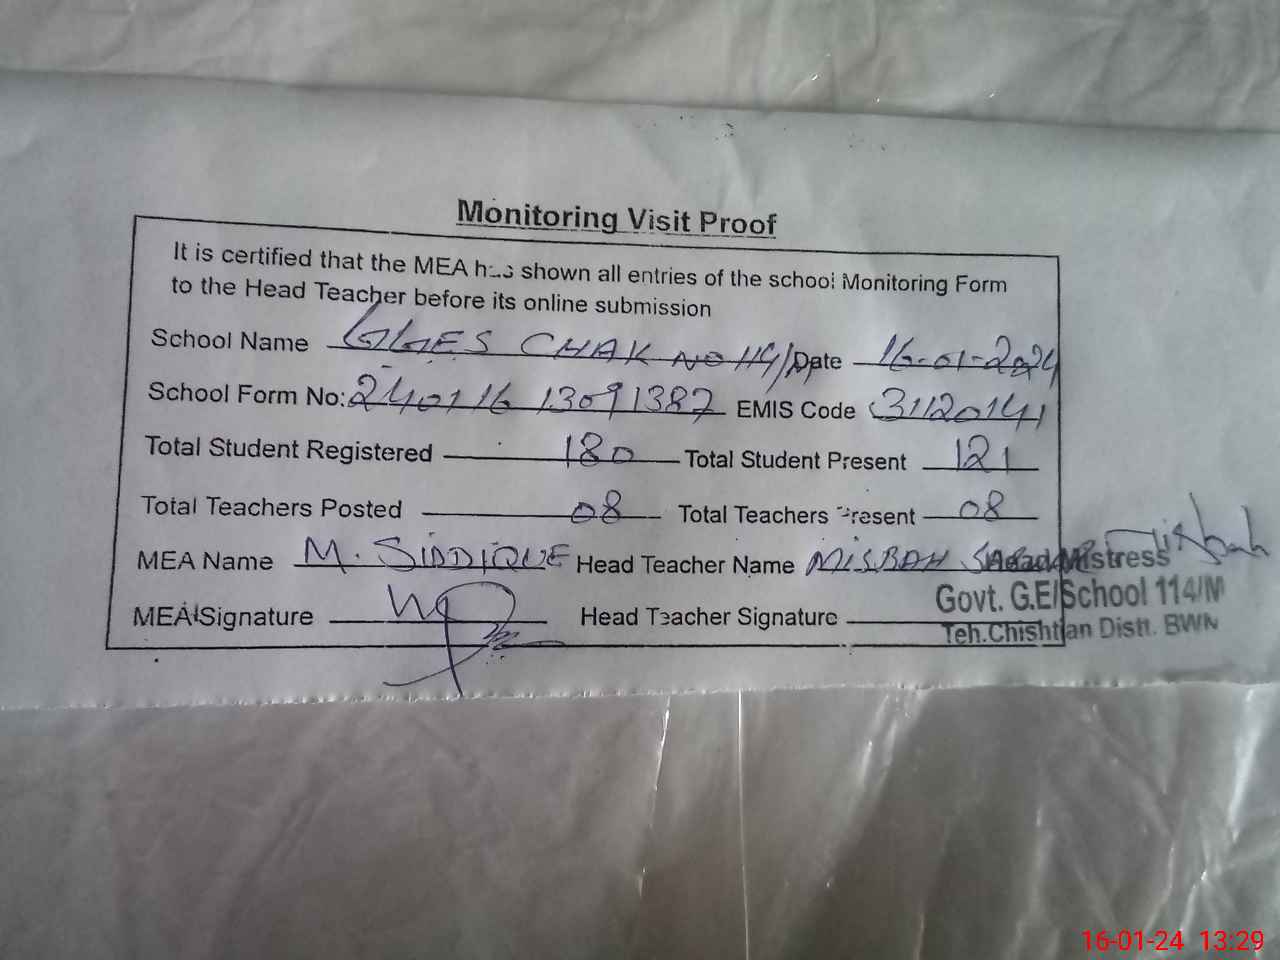 Monitoring Visit Proof
It is certified that the MEA has shown all entries of the school Monitoring Form
to the Head Teacher before its online submission
School Name GGES CHAK NO 114/M Date 16-01-2024
School Form No: 240116 13091387 EMIS Code 31120141
Total Student Registered 180 Total Student Present 121
Total Teachers Posted 08 Total Teachers Present 08
MEA Name M. SIDDIQUE Head Teacher Name MISBAH
Head Mistress
MEA Signature Head Teacher Signature
Govt. G.E/School 114/M
Teh.Chishtian Distt. BWN
Misbah
16-01-24 13:29